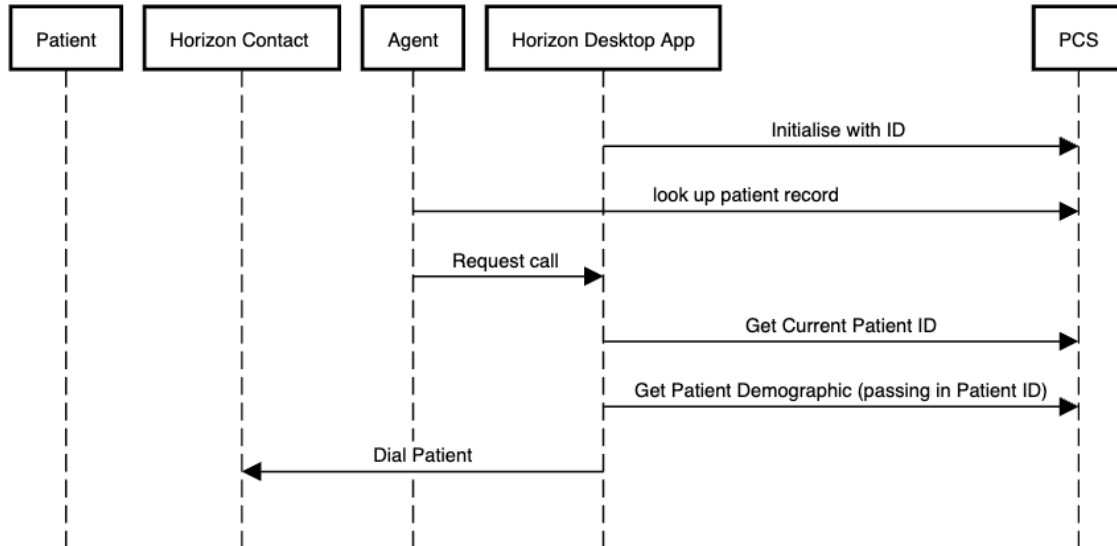 Patient
Horizon Contact
Agent
Horizon Desktop App
PCS
Initialise with ID
look up patient record
Request call
Get Current Patient ID
Get Patient Demographic (passing in Patient ID)
Dial Patient